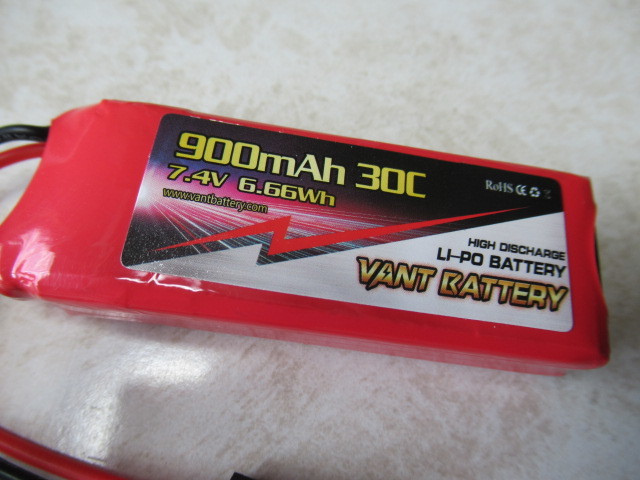 900mAh 30C
7.4V 6.66Wh
www.vantbattery.com
RoHS CE
HIGH DISCHARGE
LI-PO BATTERY
VANT BATTERY